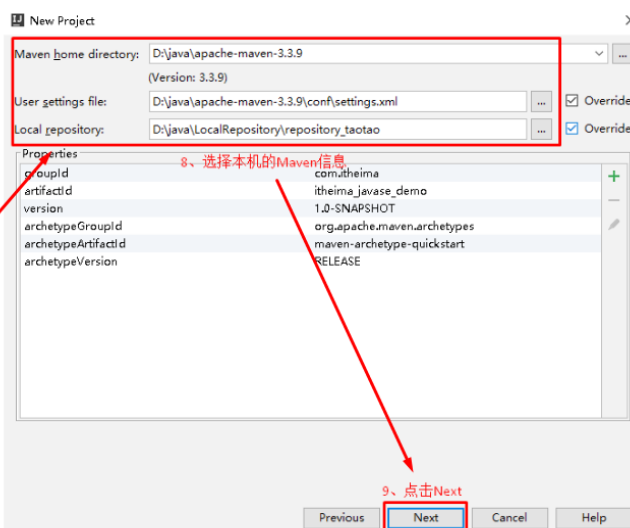 New Project
Maven home directory: D:\java\apache-maven-3.3.9 ...
(Version: 3.3.9)
User settings file: D:\java\apache-maven-3.3.9\conf\settings.xml ... Override
Local repository: D:\java\LocalRepository\repository_taotao ... Override
Properties
8、选择本机的Maven信息
groupId com.itheima
artifactId itheima_javase_demo
version 1.0-SNAPSHOT
archetypeGroupId org.apache.maven.archetypes
archetypeArtifactId maven-archetype-quickstart
archetypeVersion RELEASE
9、点击Next
Previous Next Cancel Help